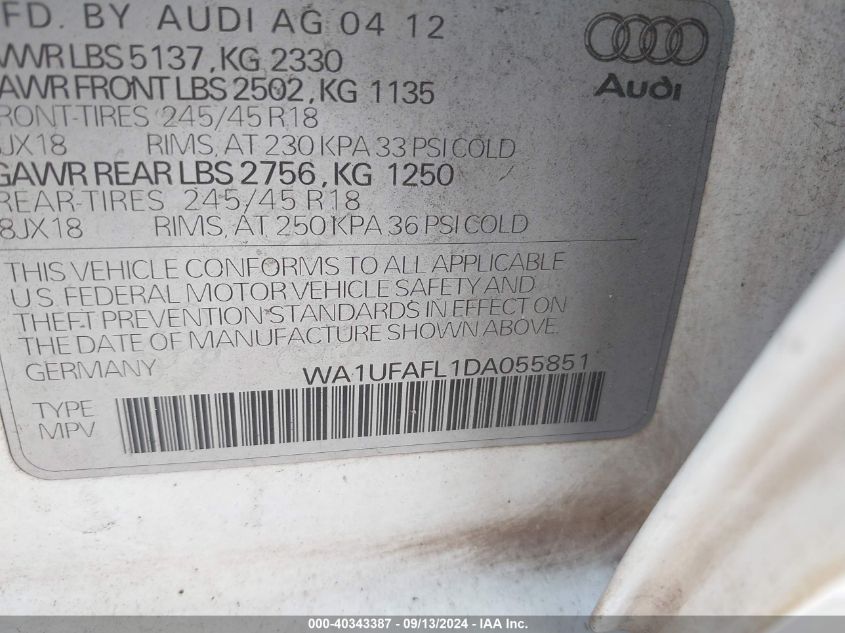 FD. BY AUDI AG 04 12
WR LBS 5137, KG 2330
AWR FRONT LBS 2502, KG 1135
RONT-TIRES 245/45 R18
JX18 RIMS, AT 230 KPA 33 PSI COLD
GAWR REAR LBS 2756, KG 1250
REAR-TIRES 245/45 R18
8JX18 RIMS, AT 250 KPA 36 PSI COLD
Audi
THIS VEHICLE CONFORMS TO ALL APPLICABLE
U.S. FEDERAL MOTOR VEHICLE SAFETY AND
THEFT PREVENTION STANDARDS IN EFFECT ON
THE DATE OF MANUFACTURE SHOWN ABOVE.
GERMANY WA1UFAFL1DA055851
TYPE
MPV
000-40343387 - 09/13/2024 - IAAI.COM